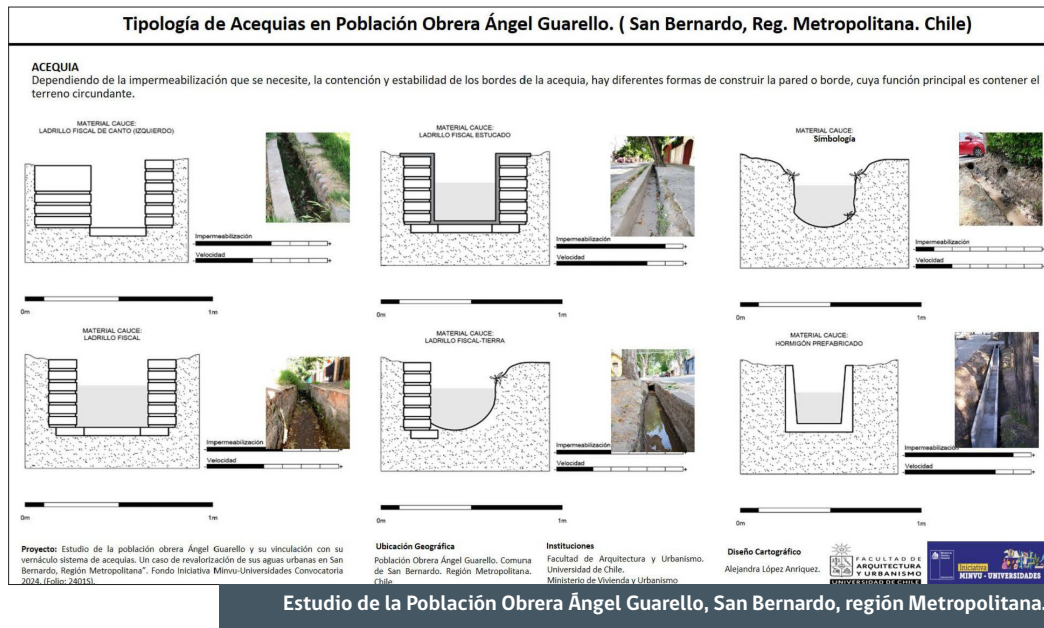 Tipología de Acequias en Población Obrera Ángel Guarello. ( San Bernardo, Reg. Metropolitana. Chile)
ACEQUIA
Dependiendo de la impermeabilización que se necesite, la contención y estabilidad de los bordes de la acequia, hay diferentes formas de construir la pared o borde, cuya función principal es contener el
terreno circundante.
MATERIAL CAUCE:
LADRILLO FISCAL DE CANTO (IZQUIERDO)
Impermeabilización
- +
Velocidad
- +
0m 1m
MATERIAL CAUCE:
LADRILLO FISCAL ESTUCADO
Impermeabilización
- +
Velocidad
- +
0m 1m
MATERIAL CAUCE:
Simbología
Impermeabilización
- +
Velocidad
- +
0m 1m
MATERIAL CAUCE:
LADRILLO FISCAL
Impermeabilización
Velocidad
- +
0m 1m
MATERIAL CAUCE:
LADRILLO FISCAL-TIERRA
Impermeabilización
- +
Velocidad
- +
0m 1m
MATERIAL CAUCE:
HORMIGÓN PREFABRICADO
Impermeabilización
- +
Velocidad
- +
0m 1m
Proyecto: Estudio de la población obrera Ángel Guarello y su vinculación con su
vernáculo sistema de acequias. Un caso de revalorización de sus aguas urbanas en San
Bernardo, Región Metropolitana". Fondo Iniciativa Minvu-Universidades Convocatoria
2024. (Folio: 24015).
Ubicación Geográfica
Población Obrera Ángel Guarello. Comuna
de San Bernardo. Región Metropolitana.
Chile
Instituciones
Facultad de Arquitectura y Urbanismo.
Universidad de Chile.
Ministerio de Vivienda y Urbanismo
Diseño Cartográfico
Alejandra López Anriquez.
FACULTAD DE
ARQUITECTURA
Y URBANISMO
UNIVERSIDAD DE CHILE
Iniciativa
MINVU - UNIVERSIDADES
Estudio de la Población Obrera Ángel Guarello, San Bernardo, región Metropolitana.